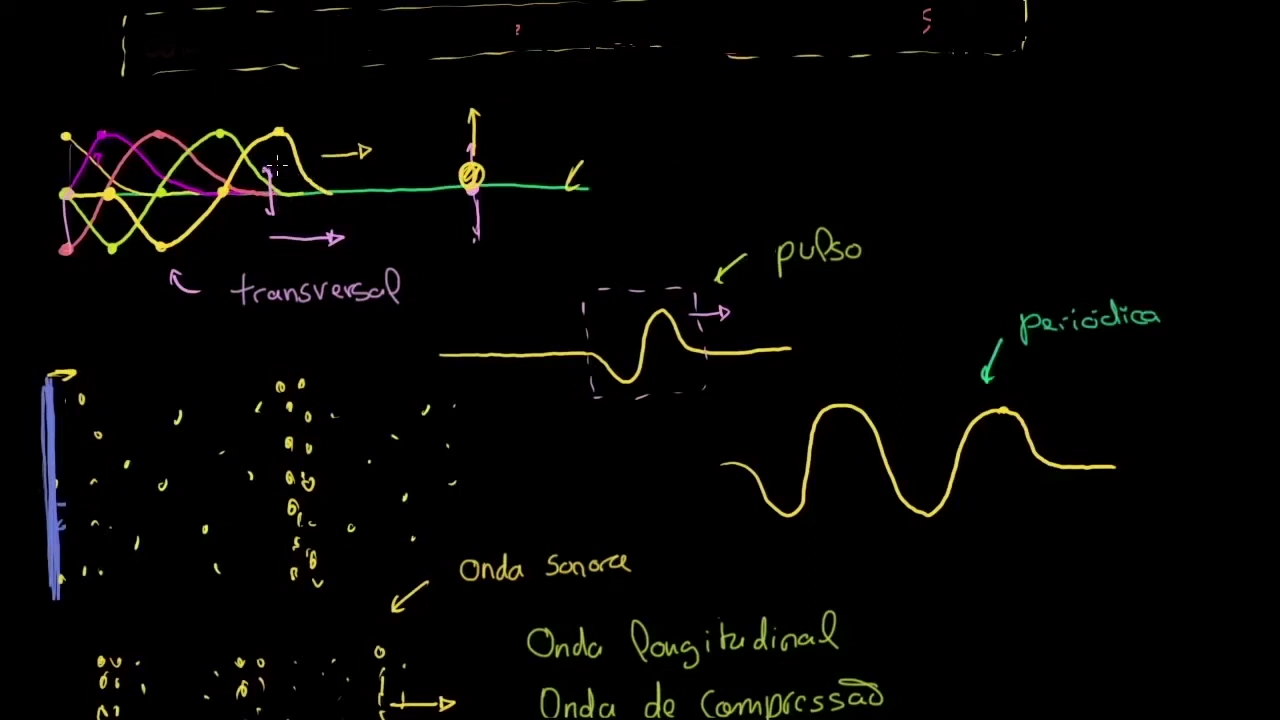 pulso
transversal
periódica
Onda sonora
Onda longitudinal
Onda de compressão